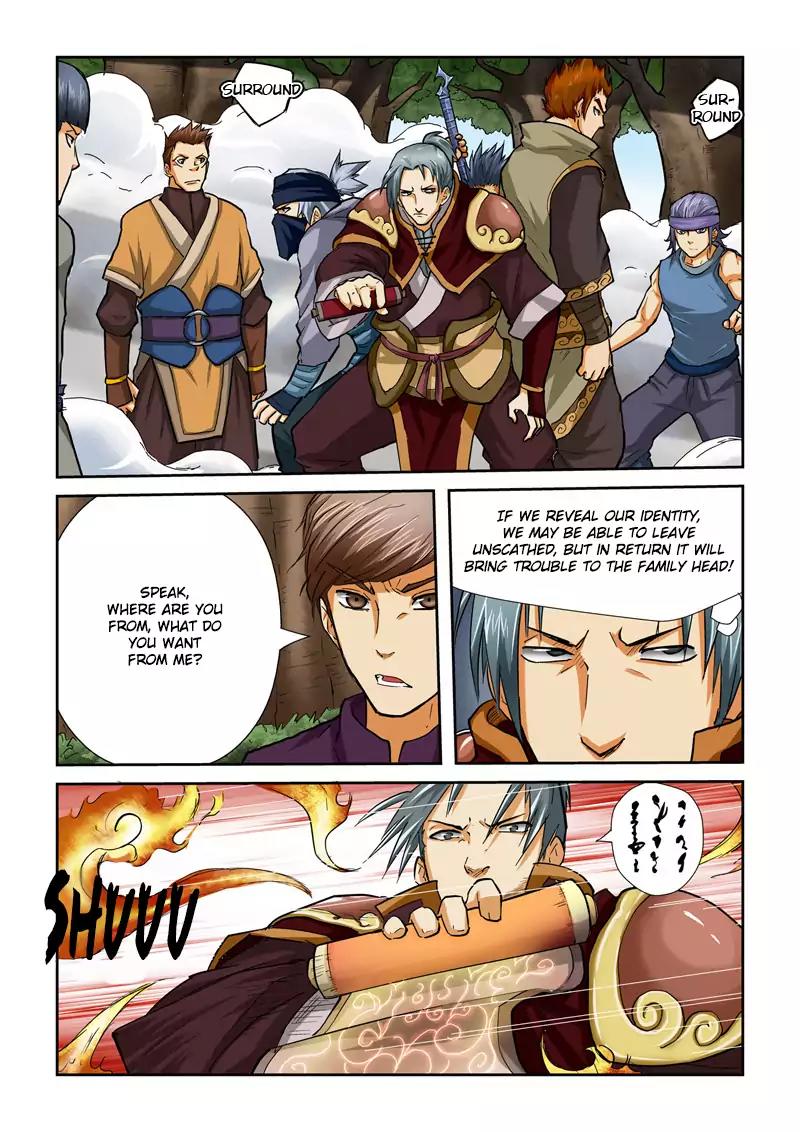 SURROUND
SUR-
ROUND
SPEAK,
WHERE ARE YOU
FROM, WHAT DO
YOU WANT
FROM ME?
IF WE REVEAL OUR IDENTITY,
WE MAY BE ABLE TO LEAVE
UNSCATHED, BUT IN RETURN IT WILL
BRING TROUBLE TO THE FAMILY HEAD!
SHUUU